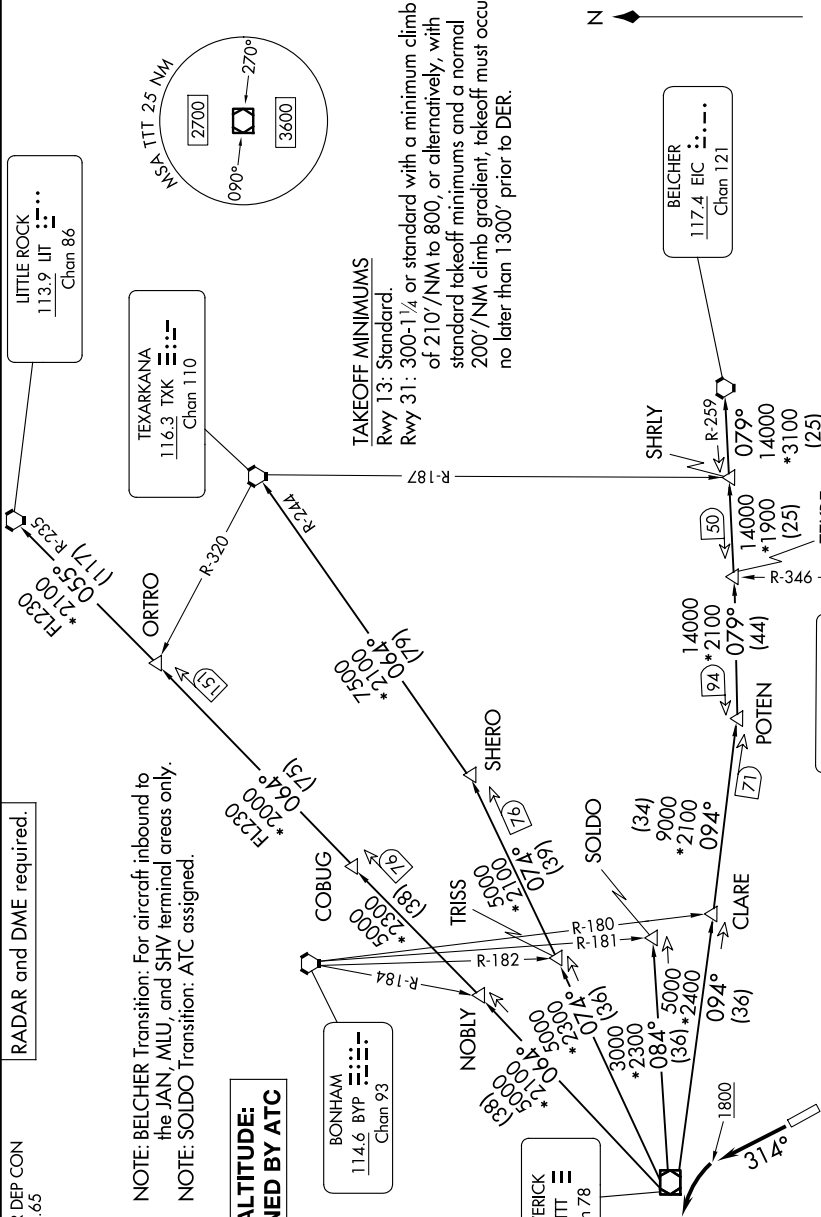 RADAR and DME required.
R DEP CON
.65
NOTE: BELCHER Transition: For aircraft inbound to
the JAN, MLU, and SHV terminal areas only.
NOTE: SOLDO Transition: ATC assigned.
ALTITUDE:
NED BY ATC
LITTLE ROCK
113.9 LIT
Chan 86
TEXARKANA
116.3 TXK
Chan 110
MSA TTT 25 NM
2700
270°
090°
3600
N
TAKEOFF MINIMUMS
Rwy 13: Standard.
Rwy 31: 300-1¼ or standard with a minimum climb
of 210'/NM to 800, or alternatively, with
standard takeoff minimums and a normal
200'/NM climb gradient, takeoff must occu
no later than 1300' prior to DER.
BELCHER
117.4 EIC
Chan 121
BONHAM
114.6 BYP
Chan 93
ERICK
TTT
n 78
R-235
FL230
*2100
055°
(117)
ORTRO
151
R-320
R-244
R-187
FL230
*2000
064°
(75)
COBUG
76
5000
*2300
(38)
NOBLY
R-184
R-182
R-181
R-180
7500
*2100
064°
(79)
SHERO
76
5000
*2100
074°
(39)
TRISS
SOLDO
5000
*2100
064°
(38)
5000
*2300
074°
(36)
3000
*2300
084°
(36)
5000
*2400
094°
(36)
CLARE
(34)
9000
*2100
094°
71
POTEN
94
14000
*2100
079°
(44)
R-346
50
14000
*1900
(25)
SHRLY
R-259
079°
14000
*3100
(25)
1800
314°